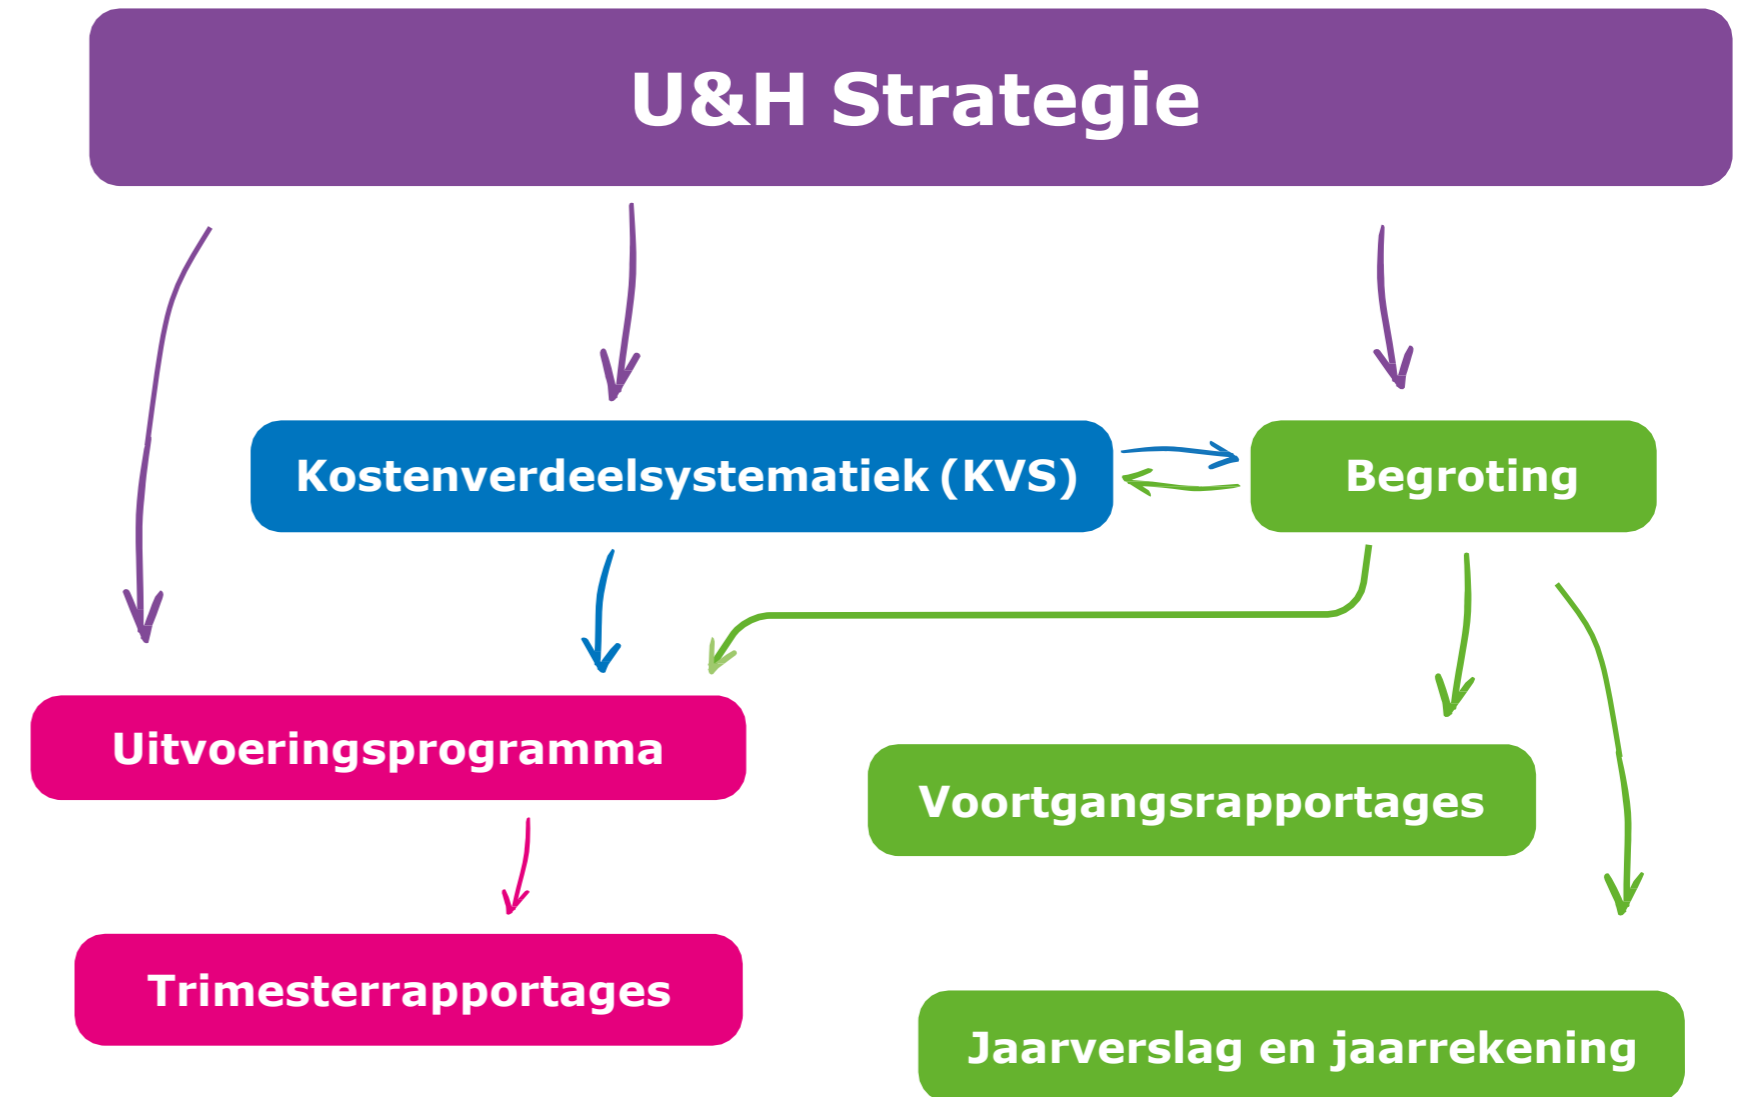 U&H Strategie
Kostenverdeelsystematiek (KVS)
Begroting
Uitvoeringsprogramma
Voortgangsrapportages
Trimesterrapportages
Jaarverslag en jaarrekening